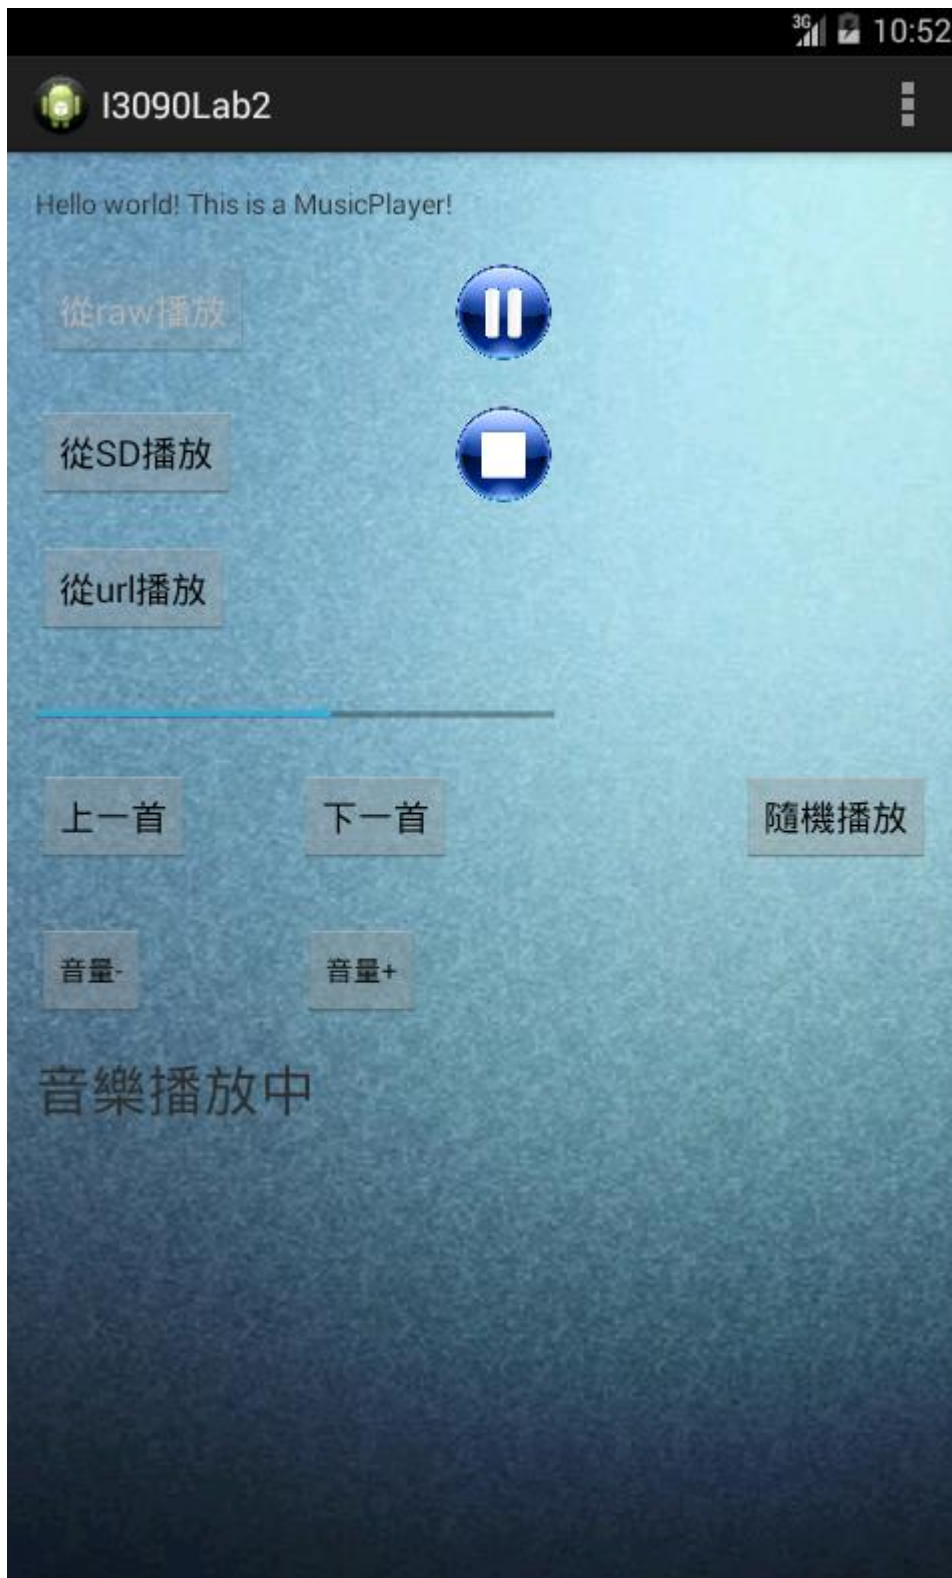 3G 10:52
I3090Lab2
Hello world! This is a MusicPlayer!
從raw播放
從SD播放
從url播放
上一首 下一首 隨機播放
音量- 音量+
音樂播放中